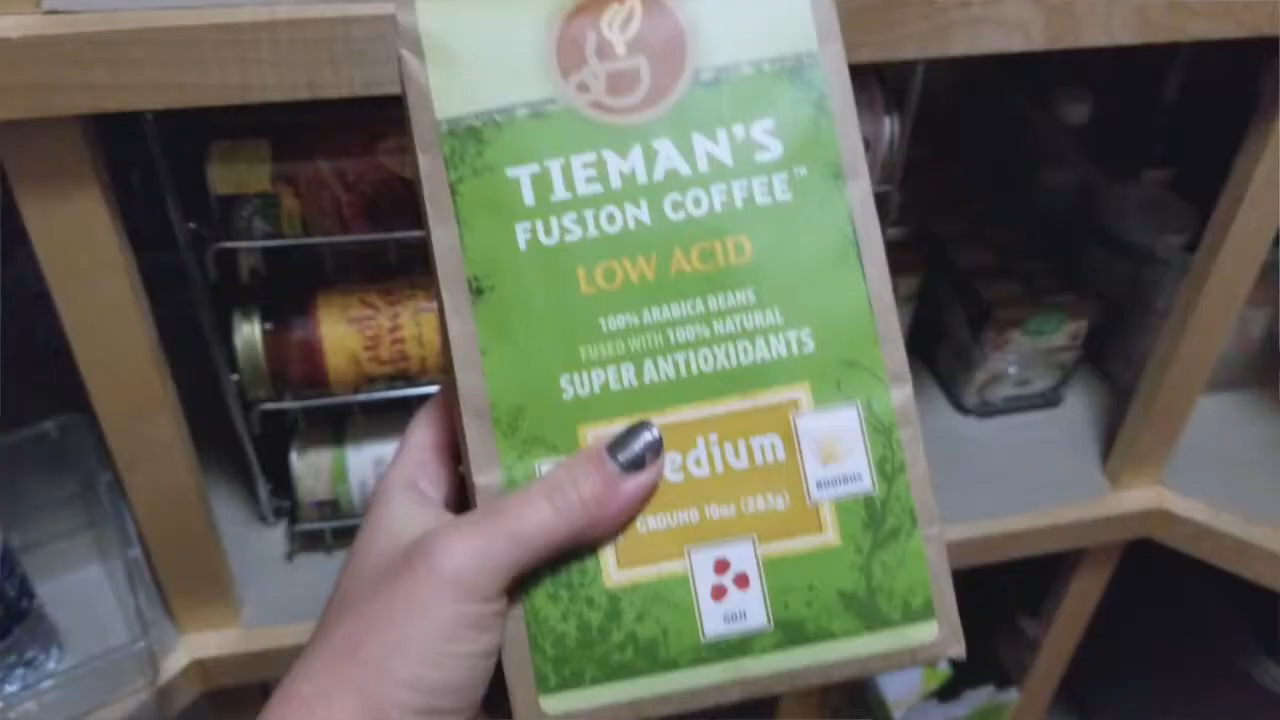 TIEMAN'S
FUSION COFFEE™
LOW ACID
100% ARABICA BEANS
FUSED WITH 100% NATURAL
SUPER ANTIOXIDANTS
edium
GROUND 10oz (283g)
ROOIBOS
GOJI